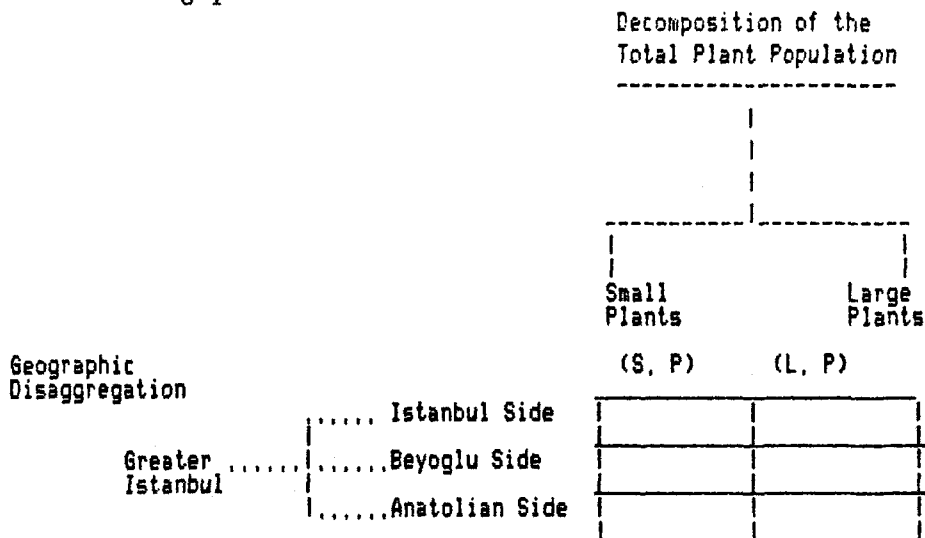 Decomposition of the
Total Plant Population
Small
Plants
Large
Plants
Geographic
Disaggregation
(S, P) (L, P)
...... Istanbul Side
Greater ...... ......Beyoglu Side
Istanbul
......Anatolian Side